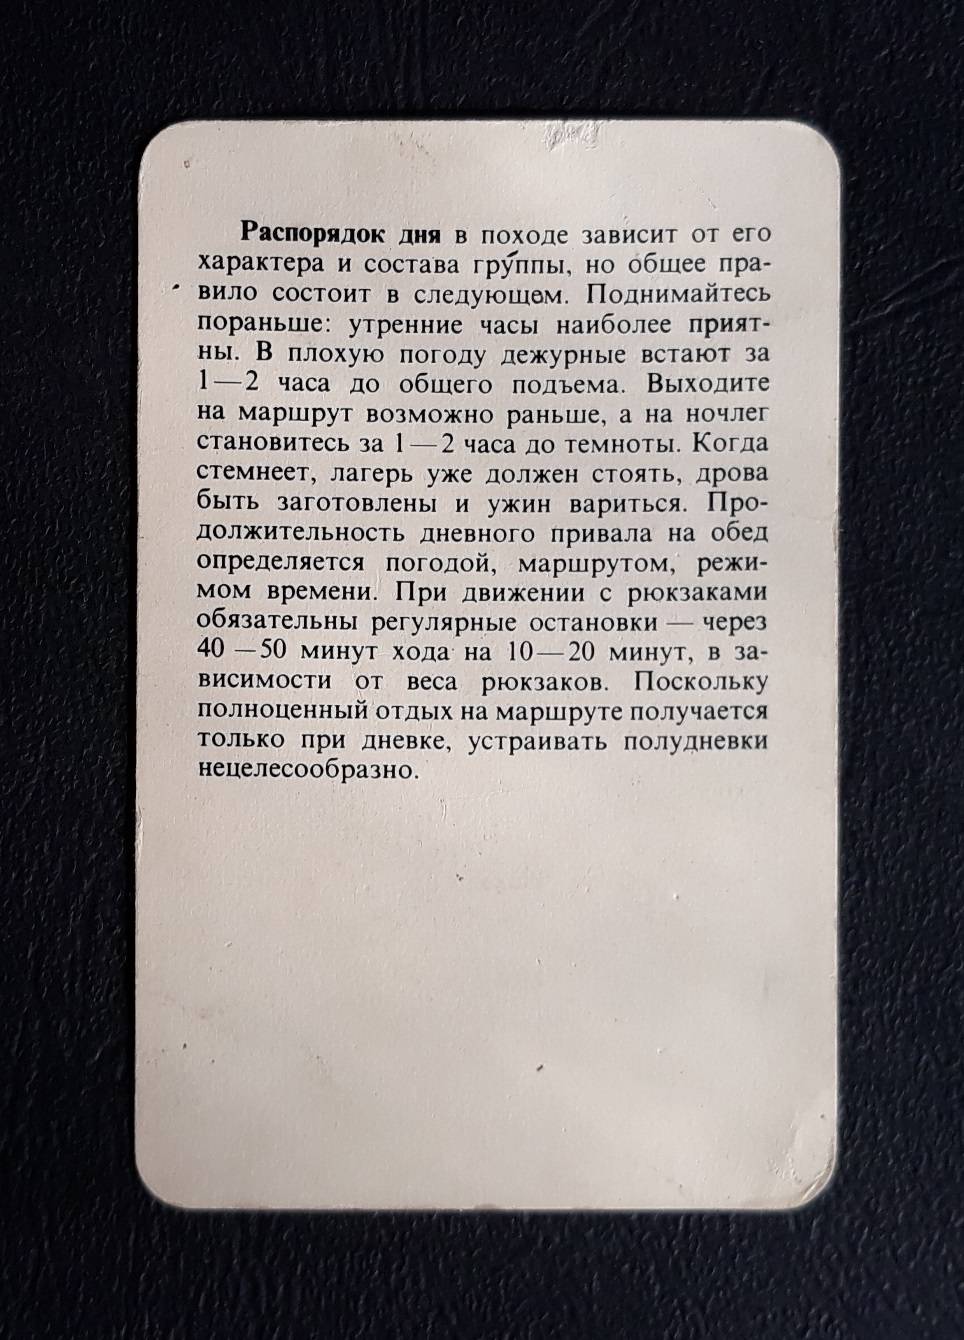 Распорядок дня в походе зависит от его
характера и состава группы, но общее пра-
вило состоит в следующем. Поднимайтесь
пораньше: утренние часы наиболее прият-
ны. В плохую погоду дежурные встают за
1—2 часа до общего подъема. Выходите
на маршрут возможно раньше, а на ночлег
становитесь за 1—2 часа до темноты. Когда
стемнеет, лагерь уже должен стоять, дрова
быть заготовлены и ужин вариться. Про-
должительность дневного привала на обед
определяется погодой, маршрутом, режи-
мом времени. При движении с рюкзаками
обязательны регулярные остановки — через
40 —50 минут хода на 10—20 минут, в за-
висимости от веса рюкзаков. Поскольку
полноценный отдых на маршруте получается
только при дневке, устраивать полудневки
нецелесообразно.